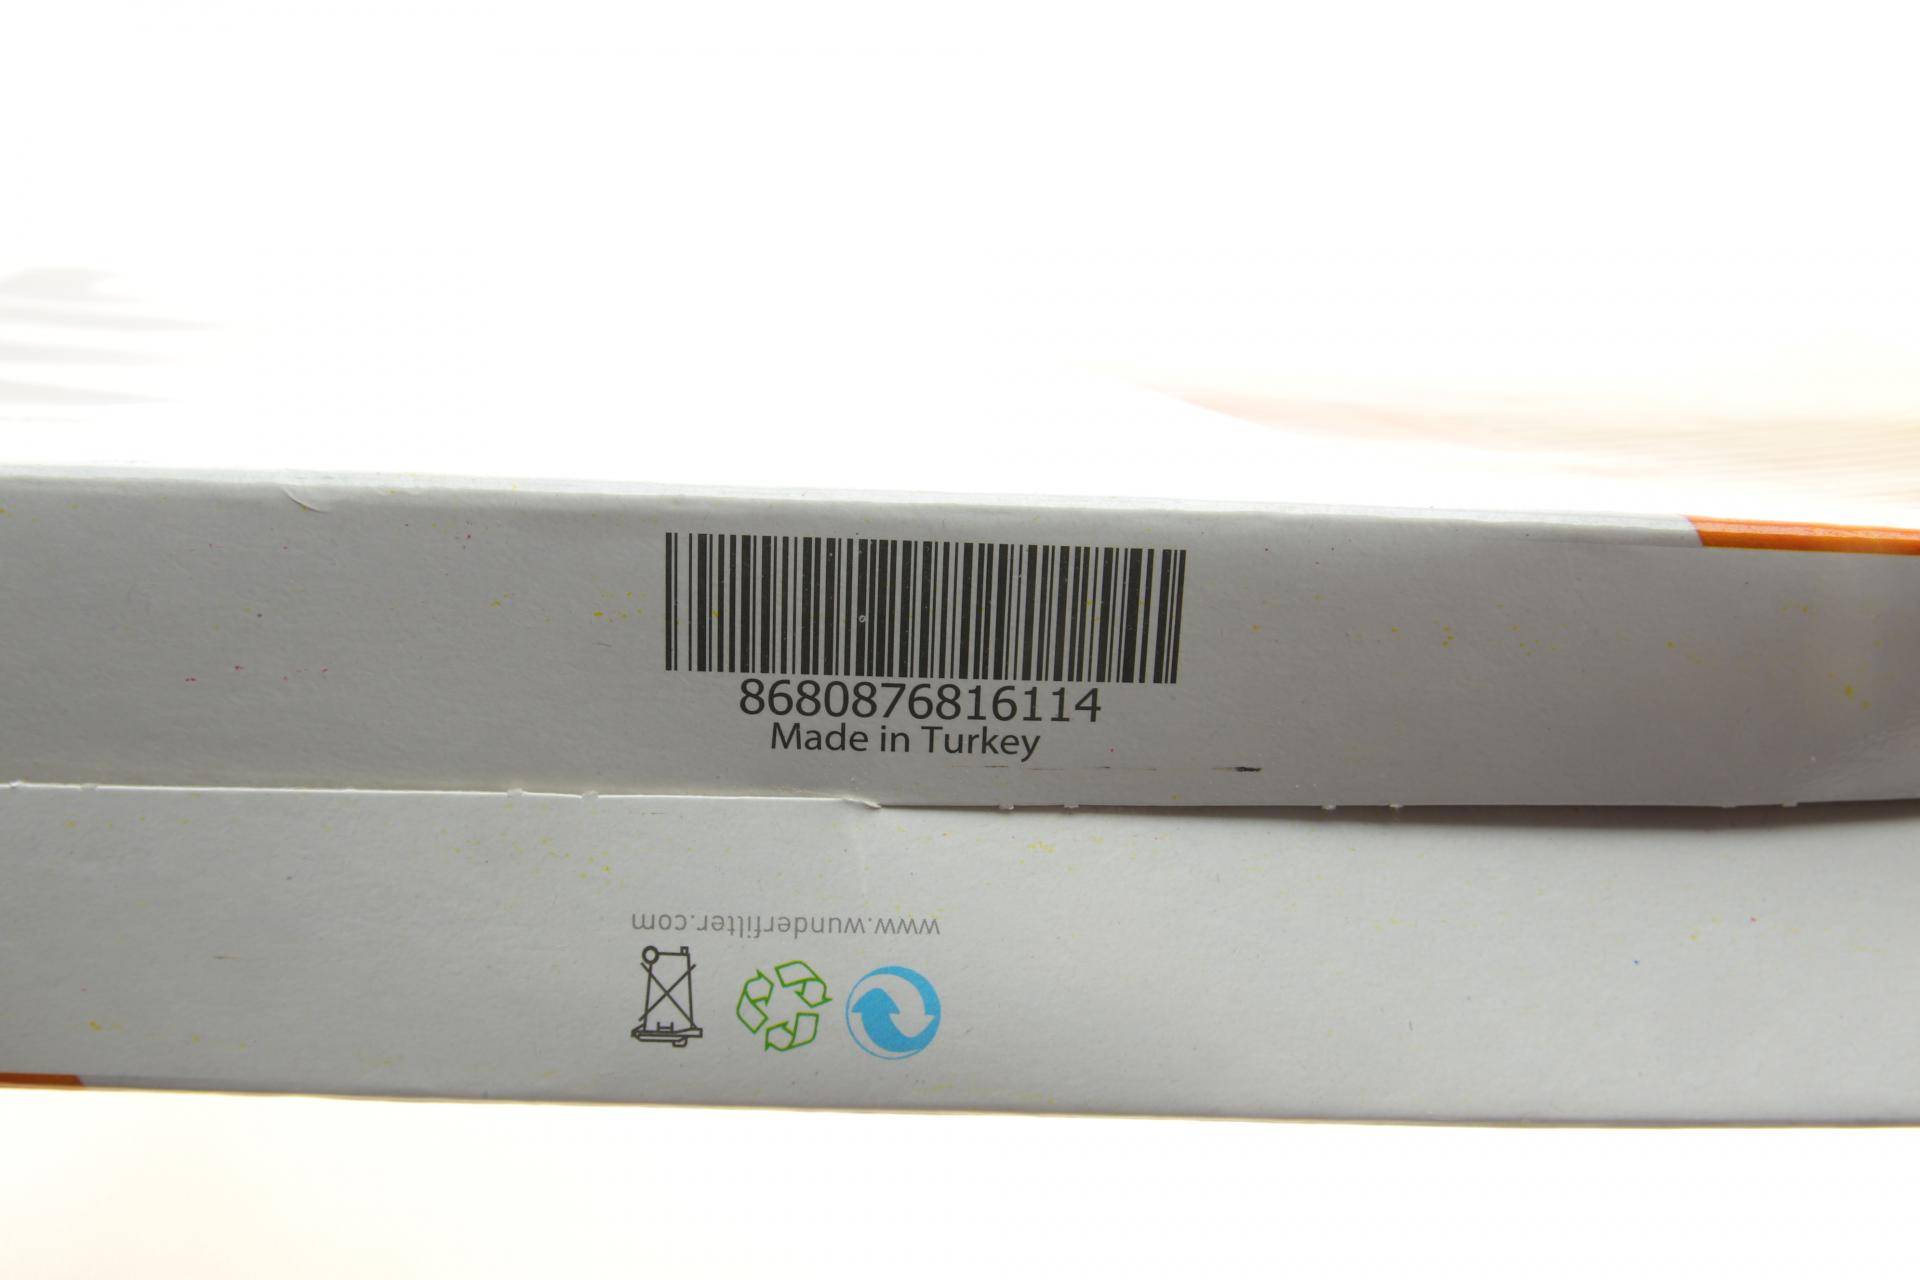 8680876816114
Made in Turkey
www.wunderfilter.com